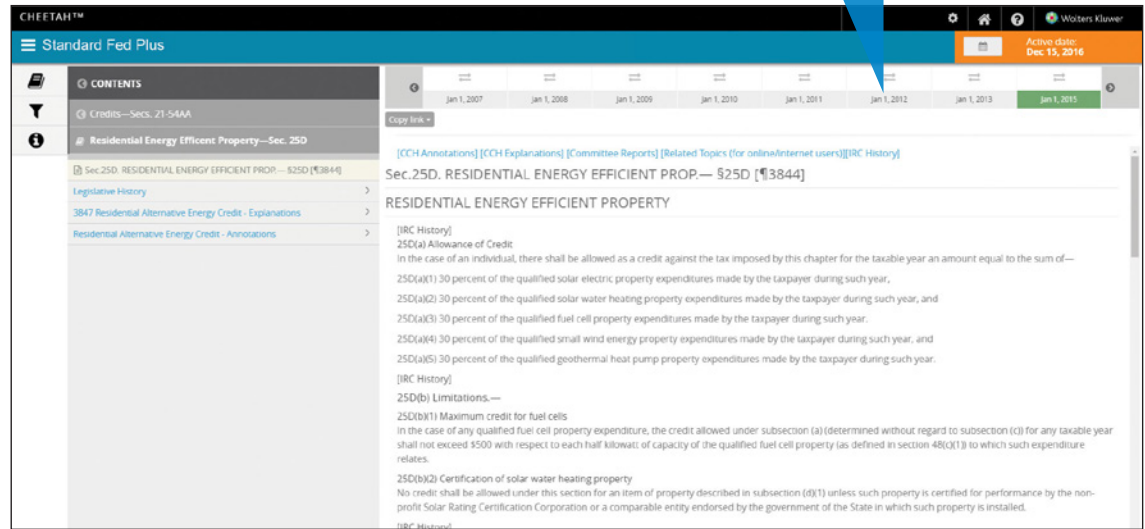 CHEETAH™
Wolters Kluwer
Standard Fed Plus
Active date:
Dec 15, 2016
CONTENTS
Credits—Secs. 21-54AA
Residential Energy Efficent Property—Sec. 25D
Sec.25D. RESIDENTIAL ENERGY EFFICIENT PROP.— §25D [¶3844]
Legislative History
3847 Residential Alternative Energy Credit - Explanations
Residential Alternative Energy Credit - Annotations
Jan 1, 2007 Jan 1, 2008 Jan 1, 2009 Jan 1, 2010 Jan 1, 2011 Jan 1, 2012 Jan 1, 2013 Jan 1, 2015
Copy link
[CCH Annotations] [CCH Explanations] [Committee Reports] [Related Topics (for online/internet users)][IRC History]
Sec.25D. RESIDENTIAL ENERGY EFFICIENT PROP.— §25D [¶3844]
RESIDENTIAL ENERGY EFFICIENT PROPERTY
[IRC History]
25D(a) Allowance of Credit
In the case of an individual, there shall be allowed as a credit against the tax imposed by this chapter for the taxable year an amount equal to the sum of—
25D(a)(1) 30 percent of the qualified solar electric property expenditures made by the taxpayer during such year,
25D(a)(2) 30 percent of the qualified solar water heating property expenditures made by the taxpayer during such year, and
25D(a)(3) 30 percent of the qualified fuel cell property expenditures made by the taxpayer during such year.
25D(a)(4) 30 percent of the qualified small wind energy property expenditures made by the taxpayer during such year, and
25D(a)(5) 30 percent of the qualified geothermal heat pump property expenditures made by the taxpayer during such year.
[IRC History]
25D(b) Limitations.—
25D(b)(1) Maximum credit for fuel cells
In the case of any qualified fuel cell property expenditure, the credit allowed under subsection (a) (determined without regard to subsection (c)) for any taxable year
shall not exceed $500 with respect to each half kilowatt of capacity of the qualified fuel cell property (as defined in section 48(c)(1)) to which such expenditure
relates.
25D(b)(2) Certification of solar water heating property
No credit shall be allowed under this section for an item of property described in subsection (d)(1) unless such property is certified for performance by the non-
profit Solar Rating Certification Corporation or a comparable entity endorsed by the government of the State in which such property is installed.
[IRC History]